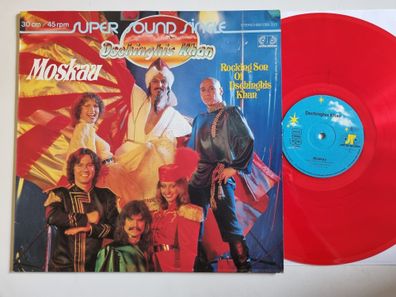 30 cm / 45 rpm
SUPER SOUND SINGLE
Dschinghis Khan
Moskau
Rocking Son
Of
Dschinghis
Khan
Dschinghis Khan
Moskau